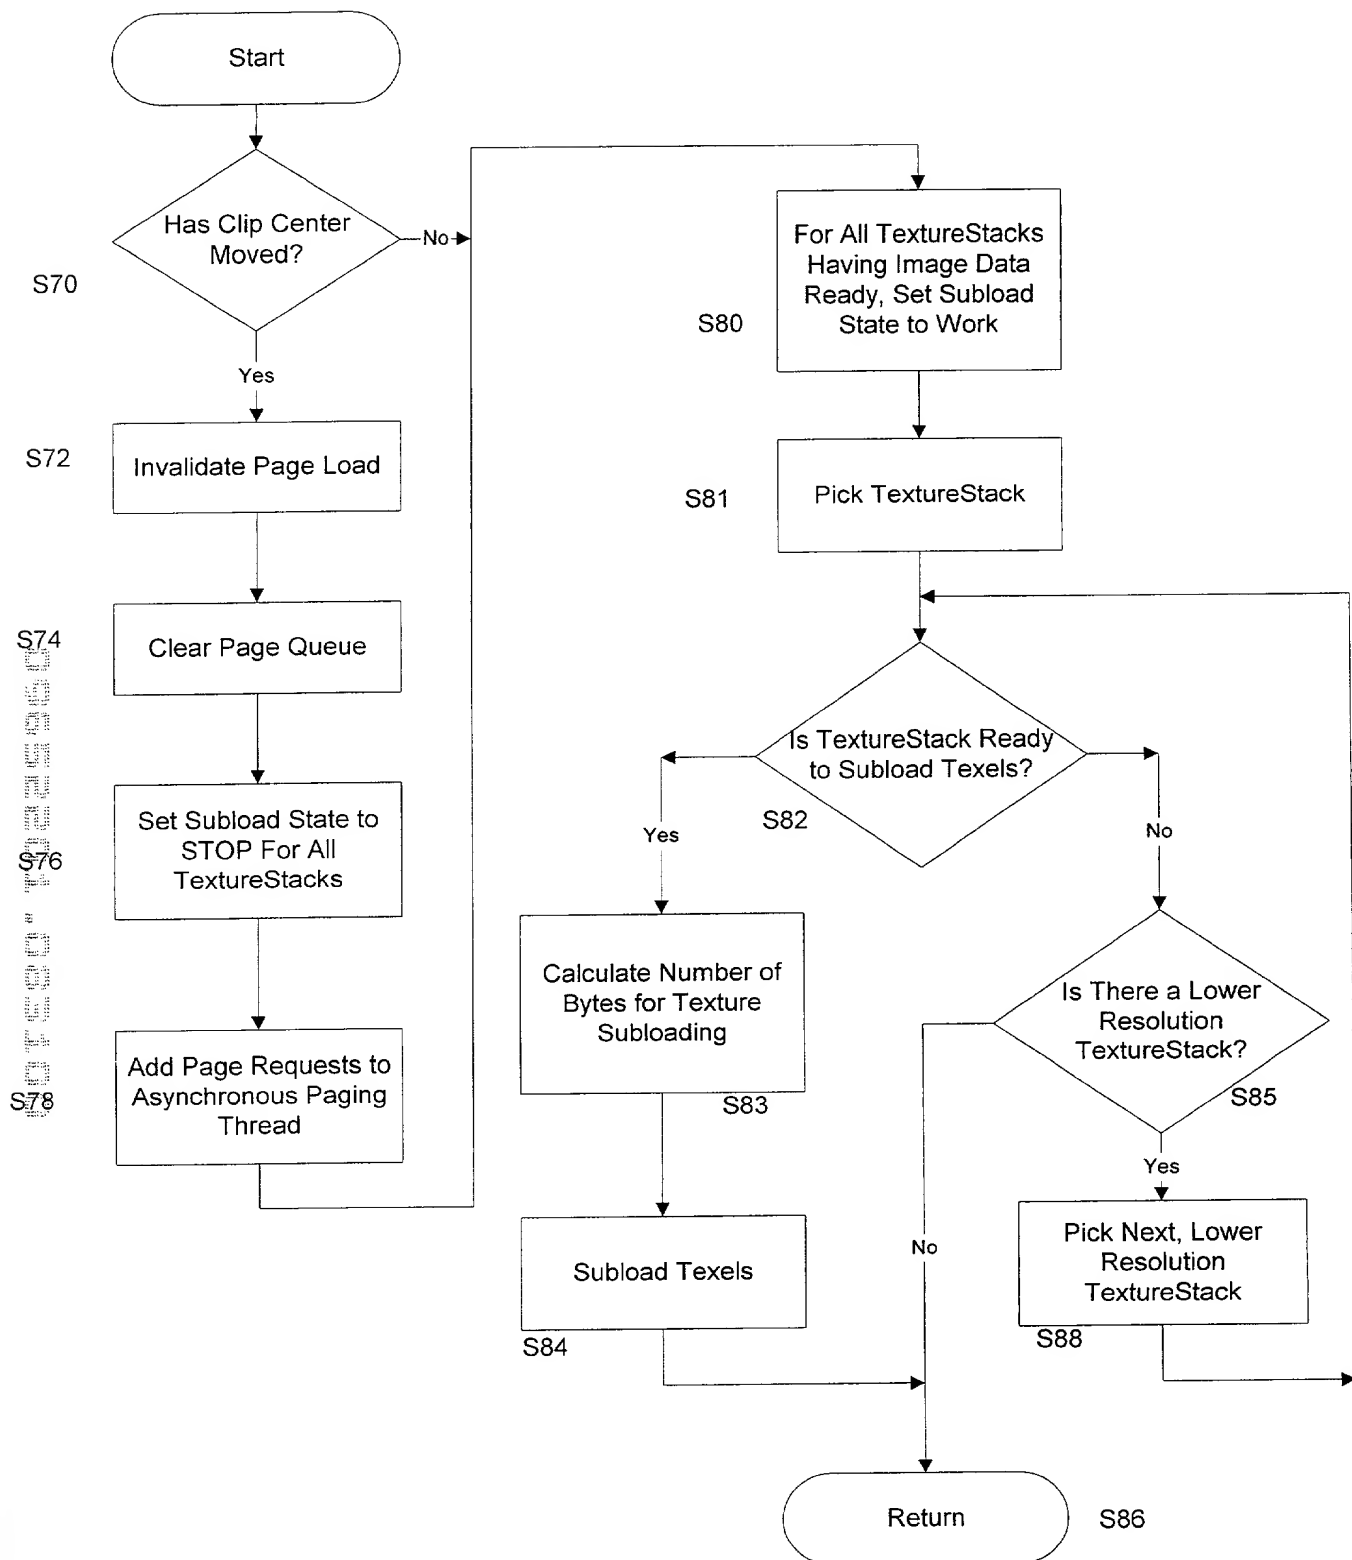 Start
Has Clip Center
Moved?
No
S70
Yes
S72
Invalidate Page Load
S74
Clear Page Queue
Set Subload State to
STOP For All
TextureStacks
S76
Add Page Requests to
Asynchronous Paging
Thread
S78
For All TextureStacks
Having Image Data
Ready, Set Subload
State to Work
S80
Pick TextureStack
S81
Is TextureStack Ready
to Subload Texels?
S82
Yes
No
Calculate Number of
Bytes for Texture
Subloading
S83
Is There a Lower
Resolution
TextureStack?
S85
Yes
No
Subload Texels
S84
Pick Next, Lower
Resolution
TextureStack
S88
Return
S86